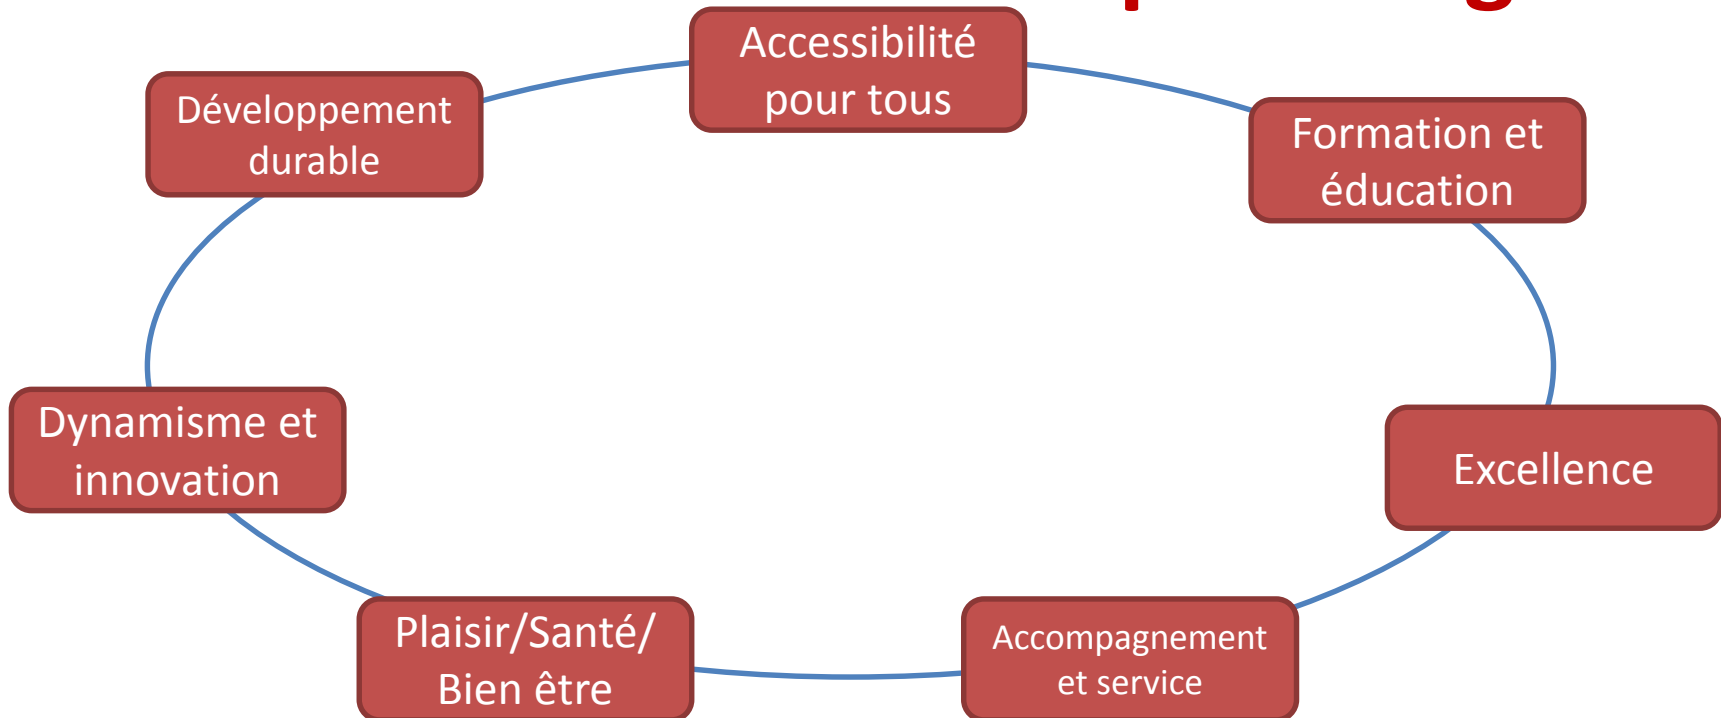 Accessibilité
pour tous
Formation et
éducation
Excellence
Accompagnement
et service
Plaisir/Santé/
Bien être
Dynamisme et
innovation
Développement
durable